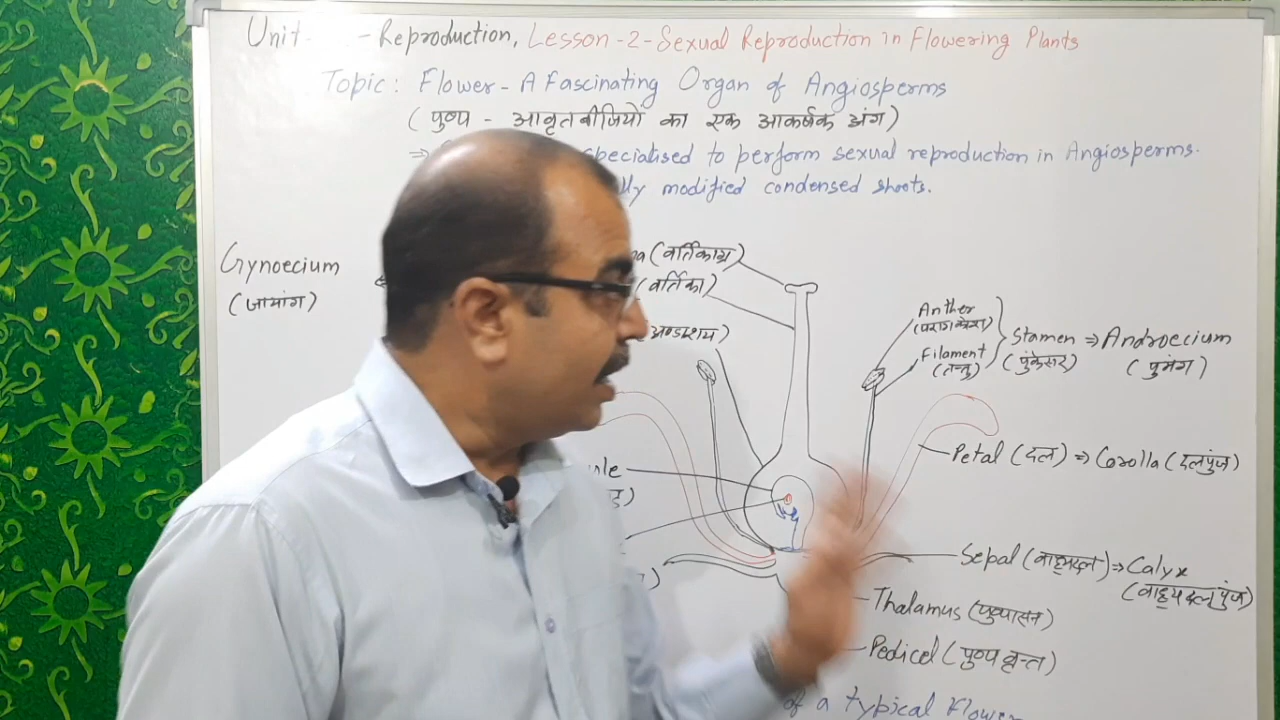 Unit - Reproduction, Lesson-2-Sexual Reproduction in Flowering Plants
Topic: Flower - A Fascinating Organ of Angiosperms
(पुष्प - आवृतबीजियों का एक आकर्षक अंग)
⇒ specialised to perform sexual reproduction in Angiosperms.
modified condensed shoots.
Gynoecium
(जायांग)
(वर्तिकाग्र)
(वर्तिका)
अण्डाशय)
Anther
(परागकोश)
Filament
(तन्तु)
Stamen ⇒ Androecium
(पुंकेसर) (पुमंग)
Petal (दल) ⇒ Corolla (दलपुंज)
Sepal (बाह्यदल) ⇒ Calyx
(बाह्यदलपुंज)
Thalamus (पुष्पासन)
Pedicel (पुष्पवृन्त)
of a typical Flower